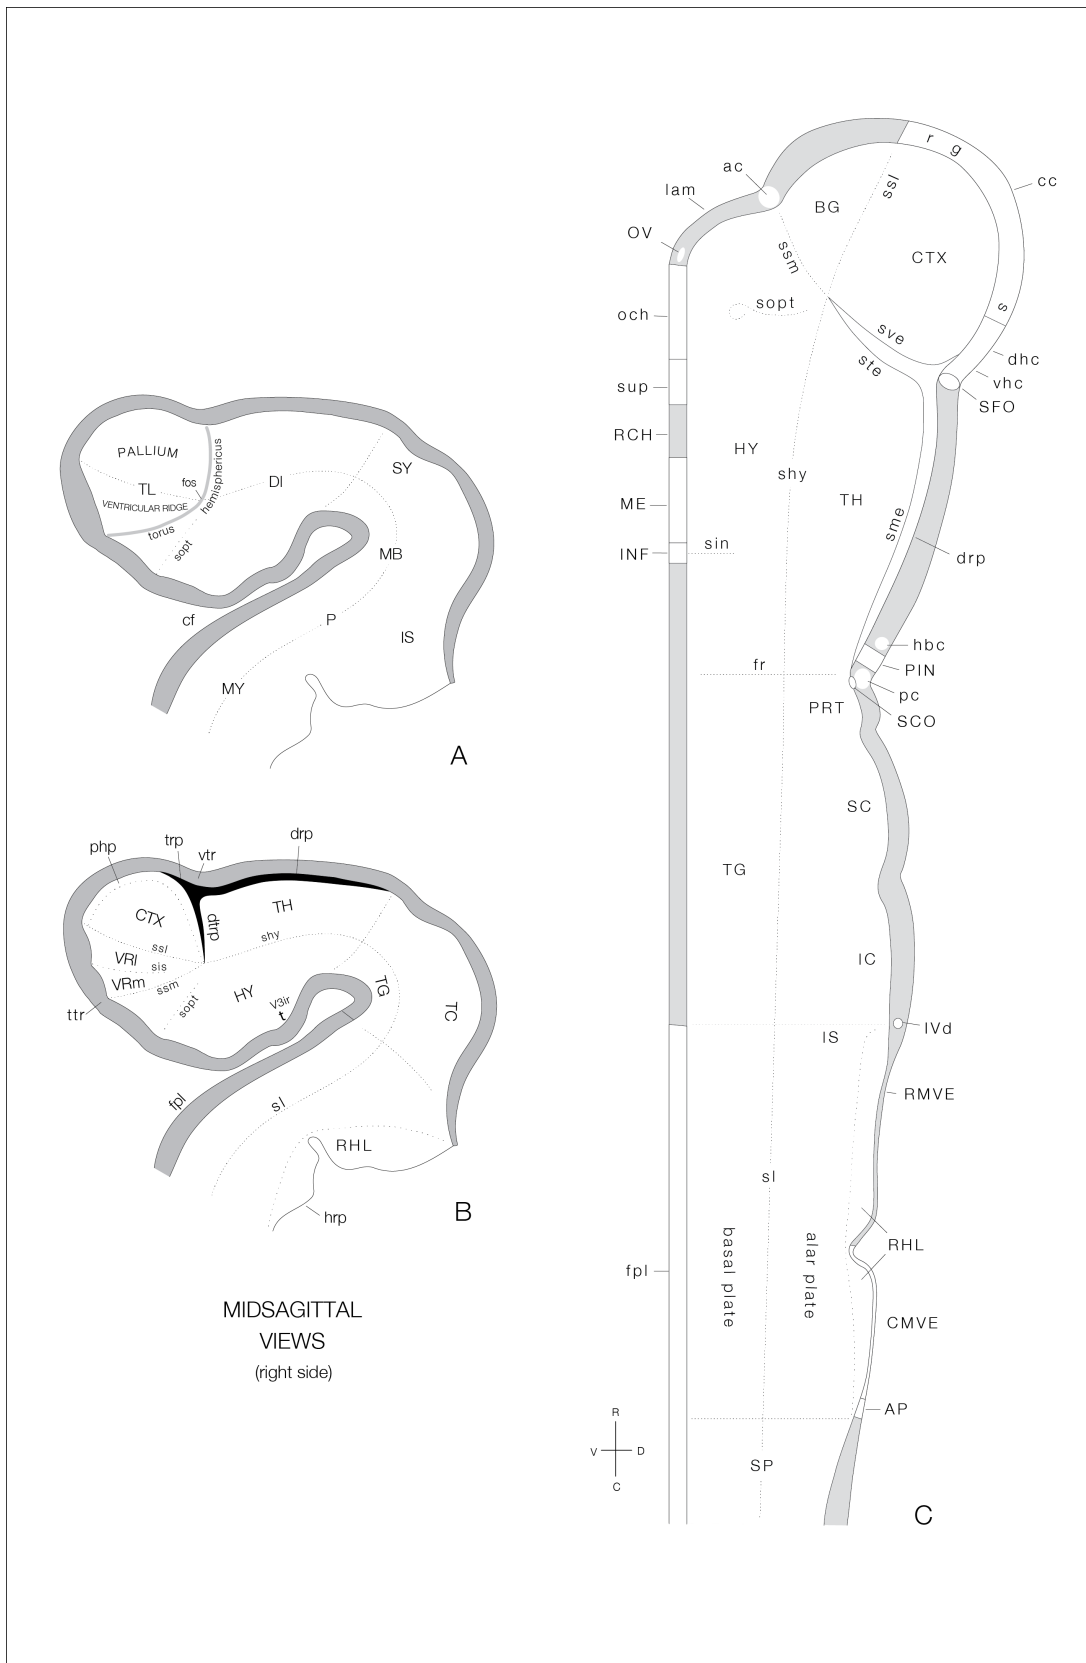 PALLIUM
TL
fos
VENTRICULAR RIDGE
hemisphericus
torus
sopt
DI
SY
MB
cf
P
IS
MY
A
php
trp
vtr
drp
CTX
dtrp
TH
ssl
shy
VRl
sis
VRm
ssm
sopt
HY
V3ir
t
TG
TC
ttr
fpl
sl
RHL
hrp
B
MIDSAGITTAL
VIEWS
(right side)
r g
ac
cc
lam
ssl
BG
OV
CTX
ssm
sopt
s
och
sve
dhc
ste
vhc
sup
SFO
RCH
HY
shy
TH
ME
sme
sin
INF
drp
hbc
fr
PIN
pc
PRT
SCO
SC
TG
IC
IS
IVd
RMVE
sl
RHL
basal plate
alar plate
fpl
CMVE
AP
R
V D
C
SP
C